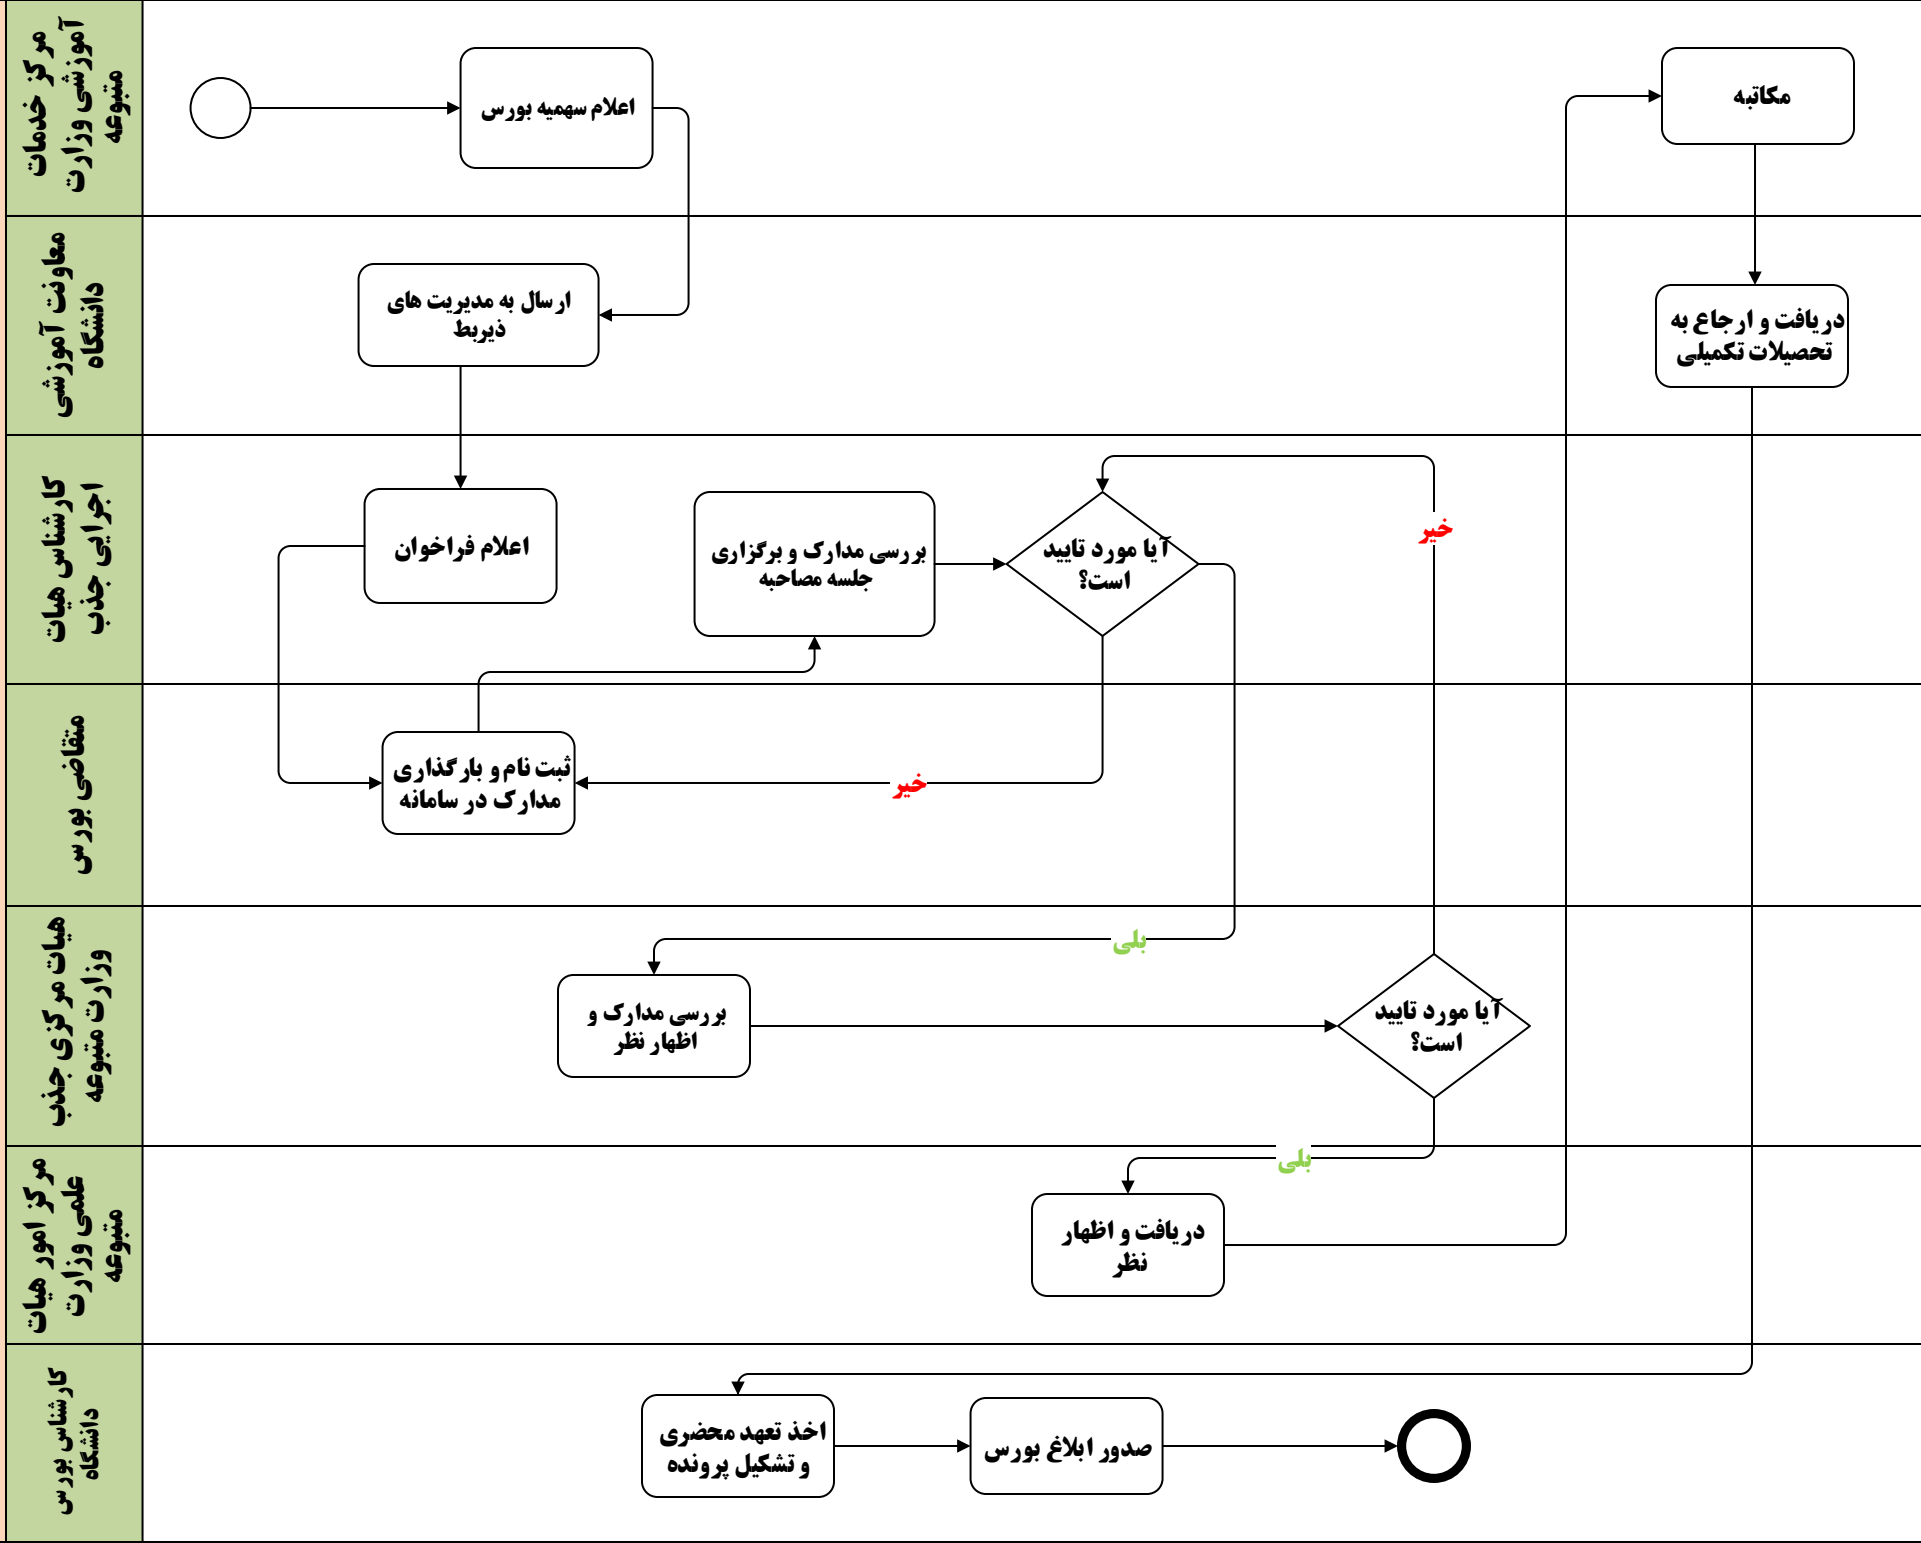 مرکز خدمات
آموزشی وزارت
متبوعه
اعلام سهمیه بورس
مکاتبه
معاونت آموزشی
دانشگاه
ارسال به مدیریت های
ذیربط
دریافت و ارجاع به
تحصیلات تکمیلی
کارشناس هیات
اجرایی جذب
اعلام فراخوان
بررسی مدارک و برگزاری
جلسه مصاحبه
آیا مورد تایید
است؟
خیر
متقاضی بورس
ثبت نام و بارگذاری
مدارک در سامانه
خیر
هیات مرکزی جذب
وزارت متبوعه
بلی
بررسی مدارک و
اظهار نظر
آیا مورد تایید
است؟
مرکز امور هیات
علمی وزارت
متبوعه
بلی
دریافت و اظهار
نظر
کارشناس بورس
دانشگاه
اخذ تعهد محضری
و تشکیل پرونده
صدور ابلاغ بورس